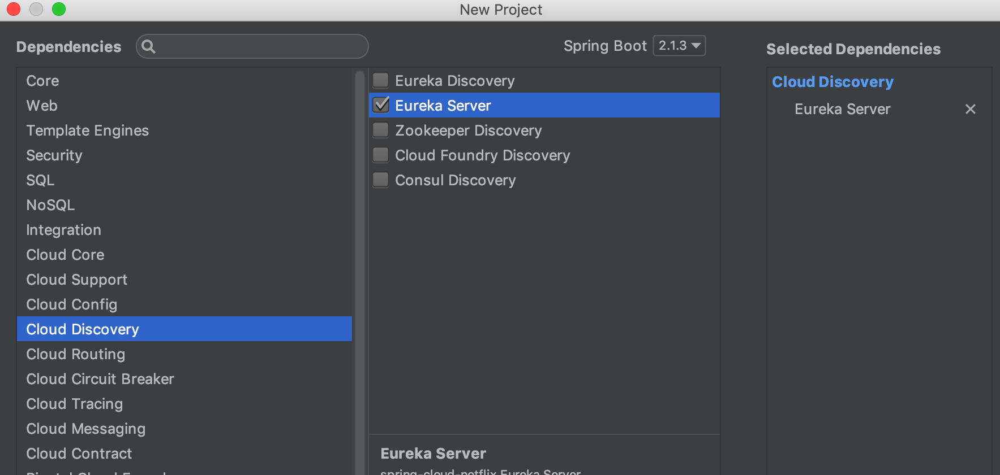 New Project
Dependencies
Spring Boot 2.1.3
Selected Dependencies
Core
Web
Template Engines
Security
SQL
NoSQL
Integration
Cloud Core
Cloud Support
Cloud Config
Cloud Discovery
Cloud Routing
Cloud Circuit Breaker
Cloud Tracing
Cloud Messaging
Cloud Contract
Eureka Discovery
Eureka Server
Zookeeper Discovery
Cloud Foundry Discovery
Consul Discovery
Eureka Server
spring-cloud-netflix Eureka Server
Cloud Discovery
Eureka Server